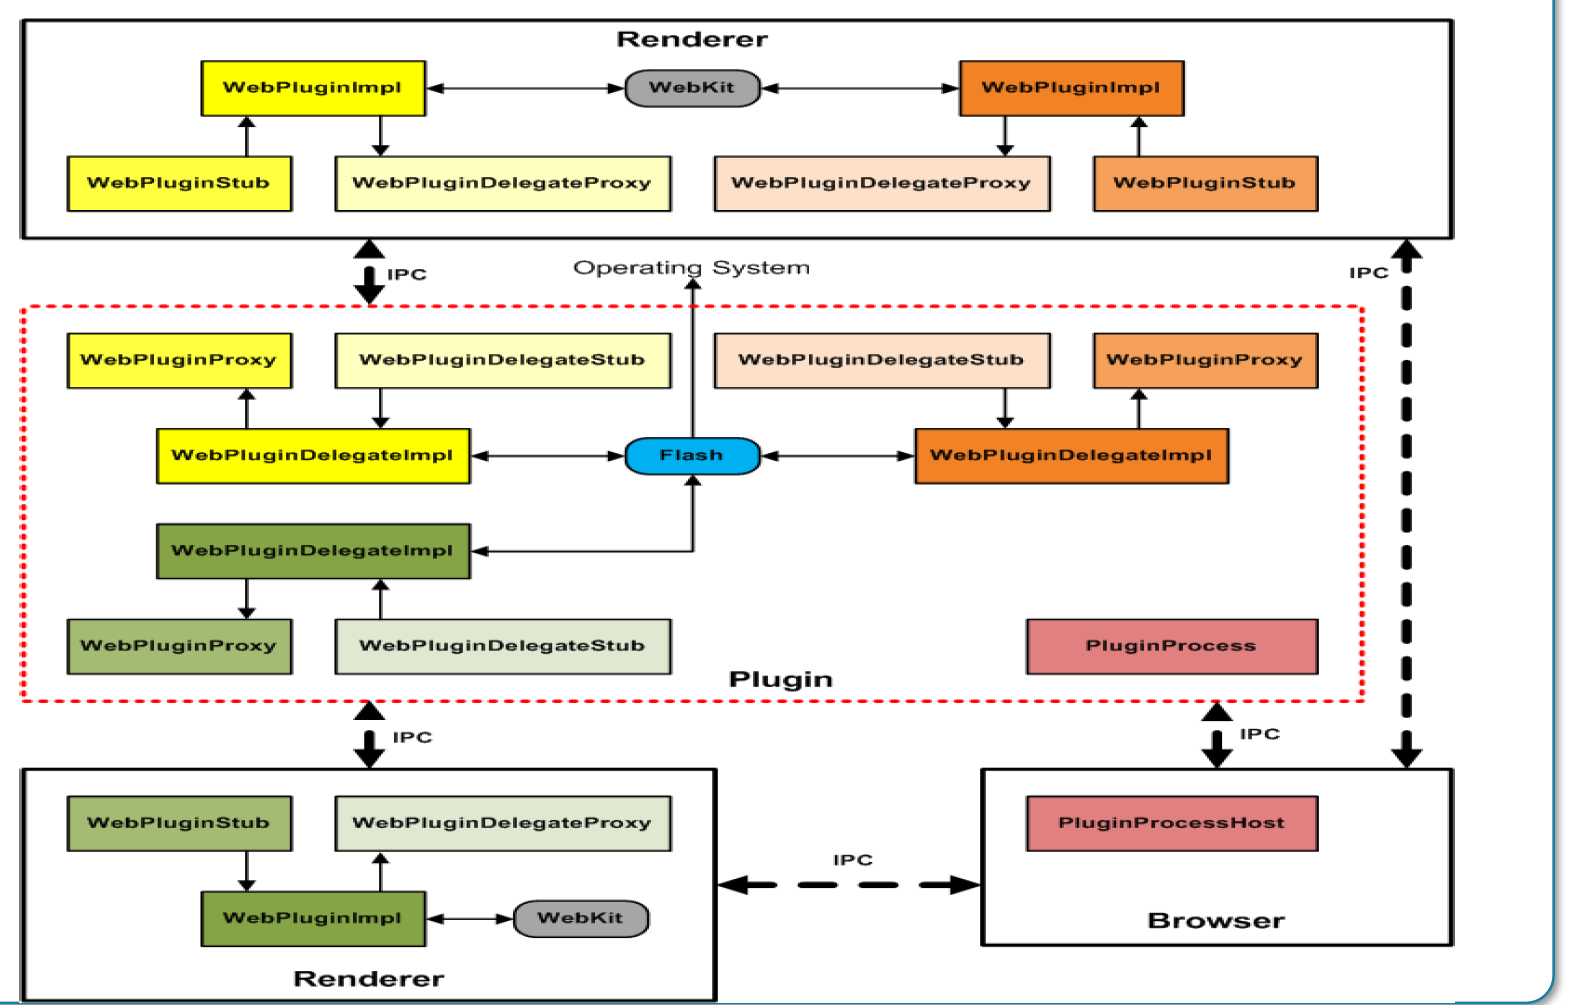 Renderer
WebPluginImpl
WebKit
WebPluginImpl
WebPluginStub
WebPluginDelegateProxy
WebPluginDelegateProxy
WebPluginStub
IPC
Operating System
IPC
WebPluginProxy
WebPluginDelegateStub
WebPluginDelegateStub
WebPluginProxy
WebPluginDelegateImpl
Flash
WebPluginDelegateImpl
WebPluginDelegateImpl
WebPluginProxy
WebPluginDelegateStub
PluginProcess
Plugin
IPC
IPC
WebPluginStub
WebPluginDelegateProxy
PluginProcessHost
IPC
WebPluginImpl
WebKit
Browser
Renderer